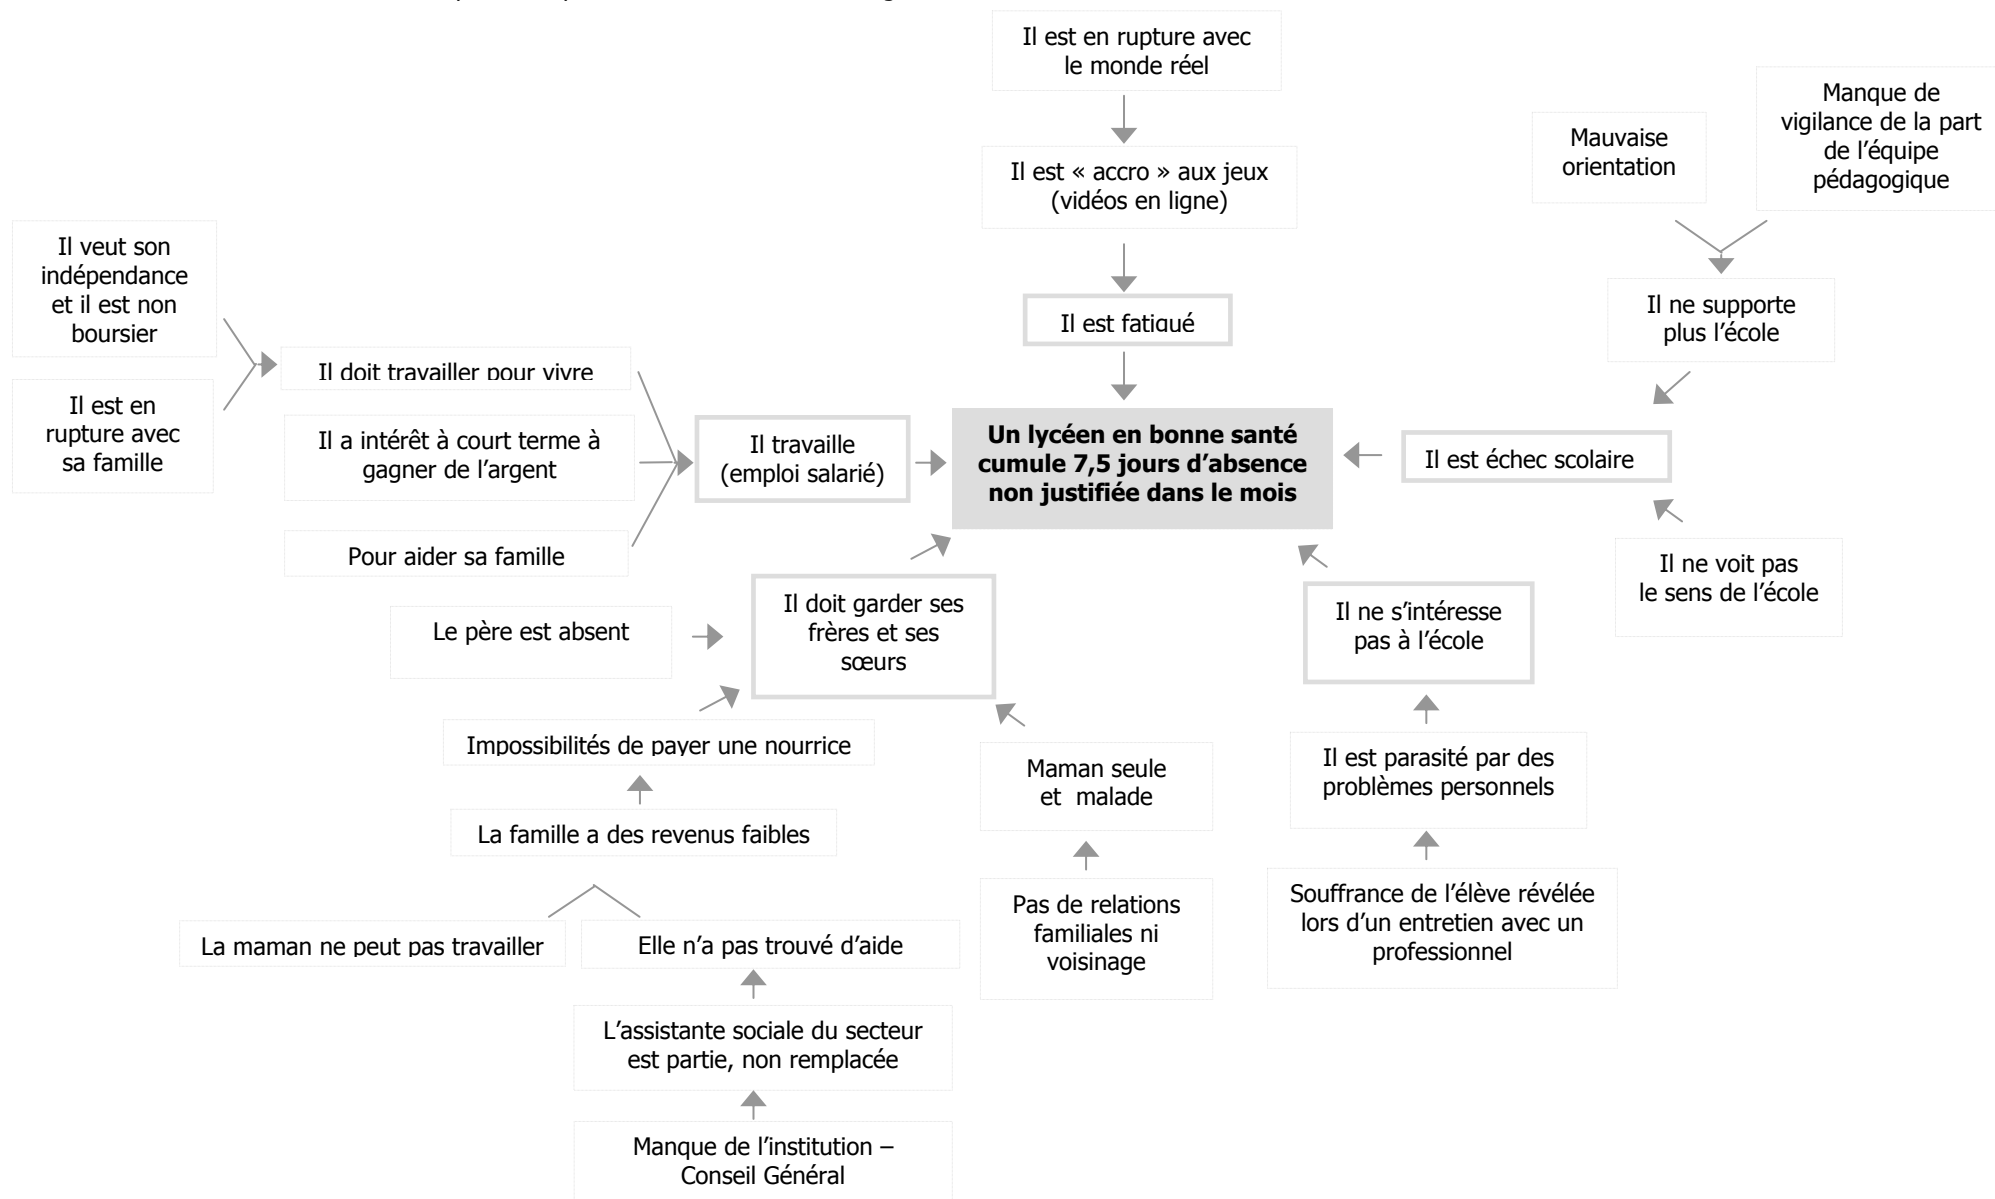 Il est en rupture avec
le monde réel
Il est « accro » aux jeux
(vidéos en ligne)
Il est fatigué
Un lycéen en bonne santé
cumule 7,5 jours d’absence
non justifiée dans le mois
Il veut son
indépendance
et il est non
boursier
Il est en
rupture avec
sa famille
Il doit travailler pour vivre
Il a intérêt à court terme à
gagner de l’argent
Pour aider sa famille
Il travaille
(emploi salarié)
Mauvaise
orientation
Manque de
vigilance de la part
de l’équipe
pédagogique
Il ne supporte
plus l’école
Il est échec scolaire
Il ne voit pas
le sens de l’école
Il doit garder ses
frères et ses
sœurs
Le père est absent
Impossibilités de payer une nourrice
La famille a des revenus faibles
La maman ne peut pas travailler
Elle n’a pas trouvé d’aide
L’assistante sociale du secteur
est partie, non remplacée
Manque de l’institution –
Conseil Général
Maman seule
et malade
Pas de relations
familiales ni
voisinage
Il ne s’intéresse
pas à l’école
Il est parasité par des
problèmes personnels
Souffrance de l’élève révélée
lors d’un entretien avec un
professionnel